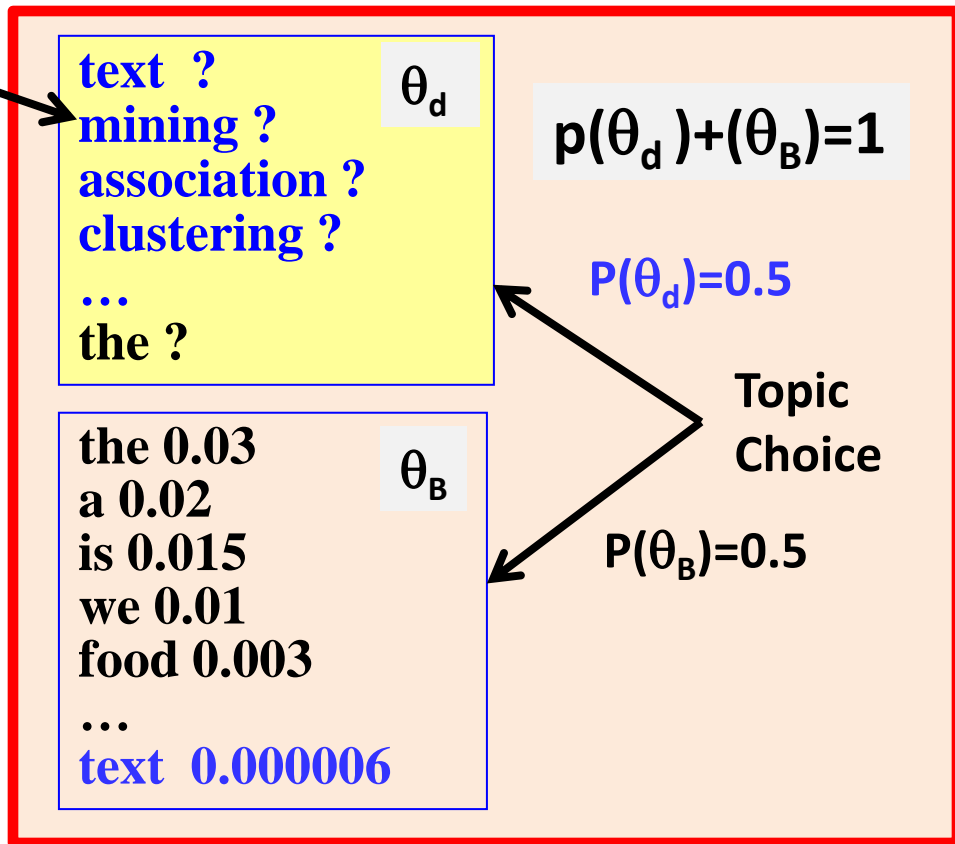 text ?
θd
mining ?
association ?
clustering ?
…
the ?
p(θd )+(θB)=1
P(θd)=0.5
Topic
Choice
P(θB)=0.5
the 0.03
θB
a 0.02
is 0.015
we 0.01
food 0.003
…
text 0.000006